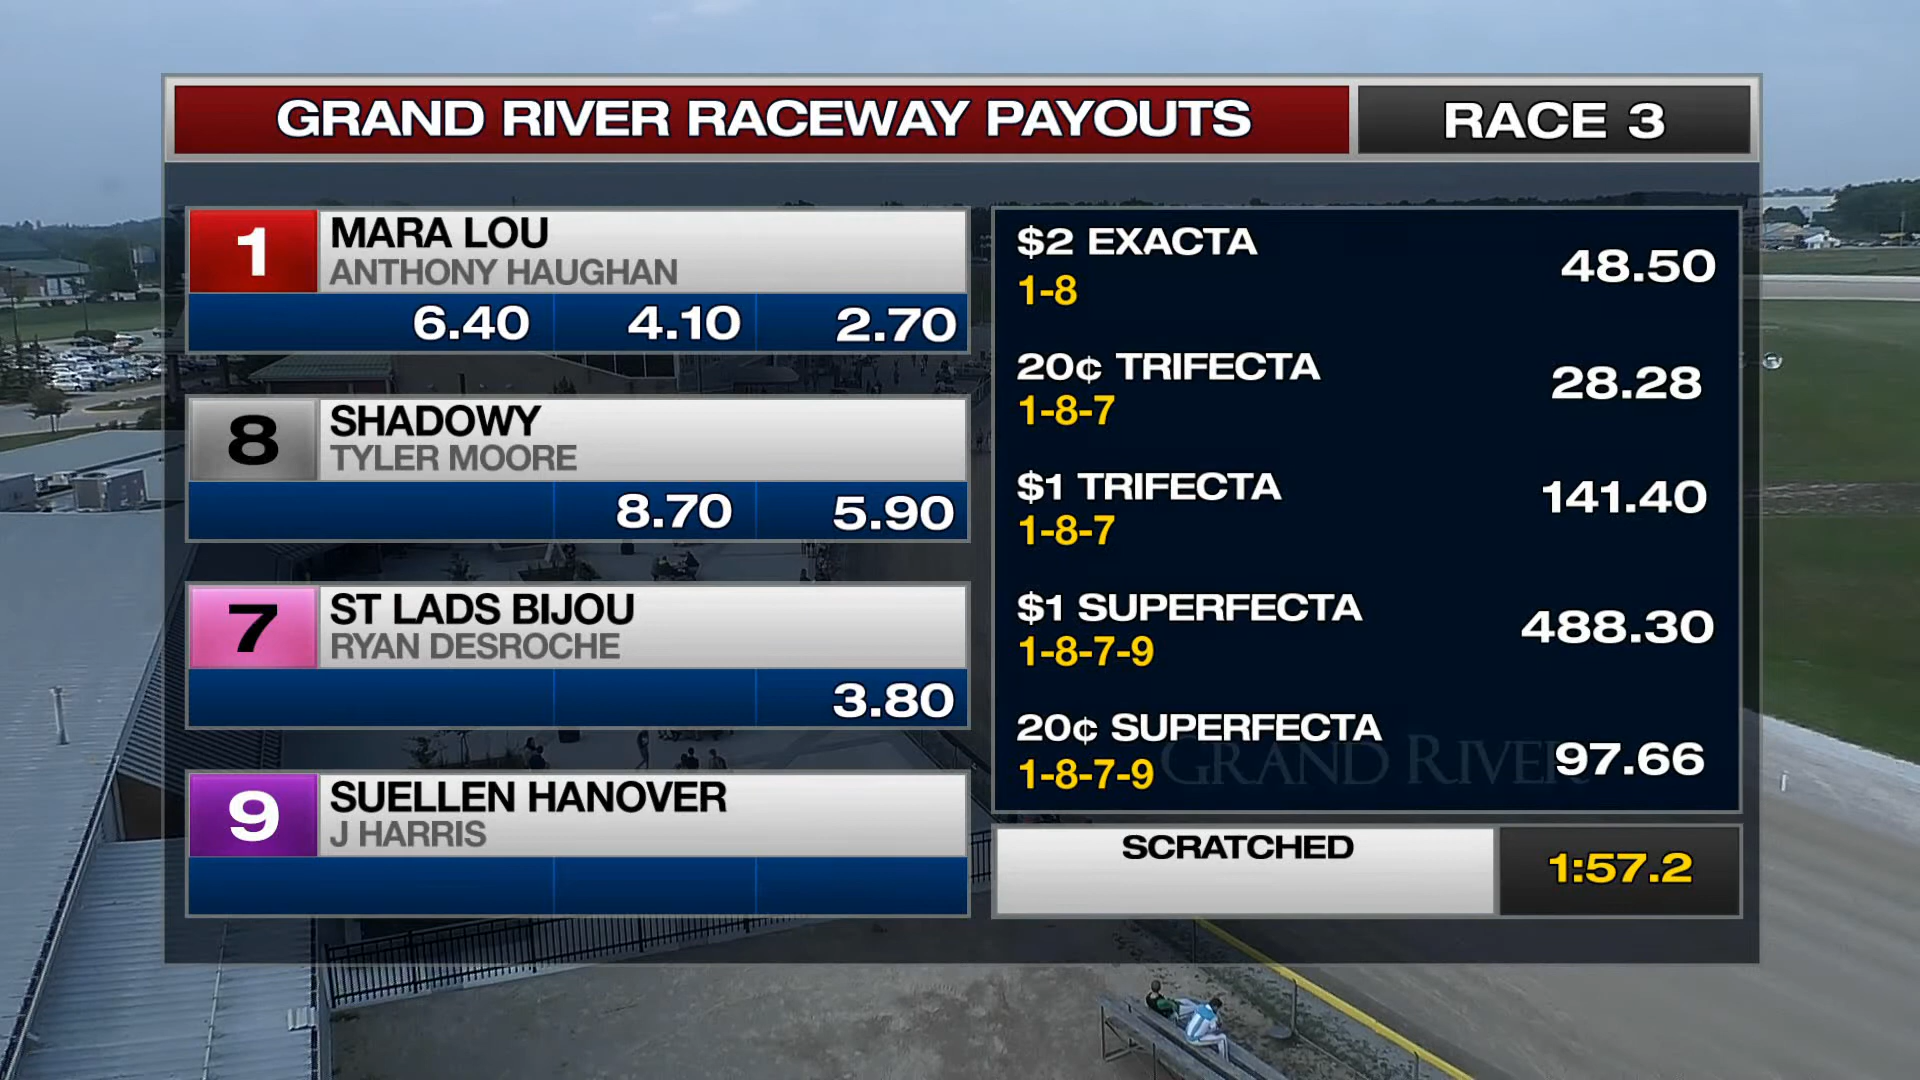 GRAND RIVER RACEWAY PAYOUTS
RACE 3
1
MARA LOU
ANTHONY HAUGHAN
6.40 4.10 2.70
8
SHADOWY
TYLER MOORE
8.70 5.90
7
ST LADS BIJOU
RYAN DESROCHE
3.80
9
SUELLEN HANOVER
J HARRIS
$2 EXACTA
1-8
48.50
20¢ TRIFECTA
1-8-7
28.28
$1 TRIFECTA
1-8-7
141.40
$1 SUPERFECTA
1-8-7-9
488.30
20¢ SUPERFECTA
1-8-7-9
97.66
GRAND RIVER
SCRATCHED
1:57.2